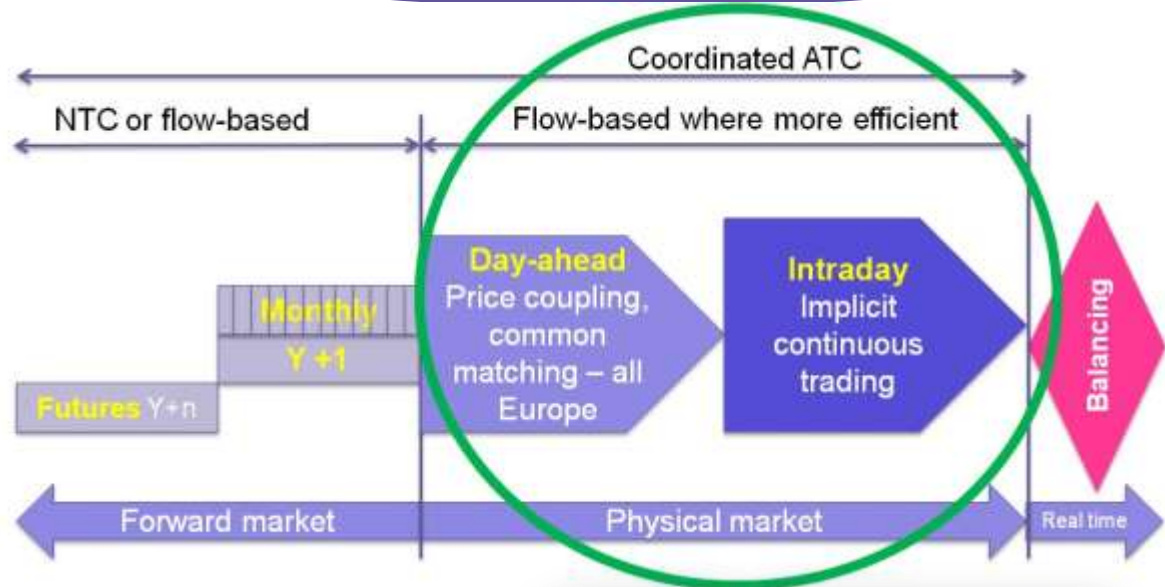 Coordinated ATC
NTC or flow-based
Flow-based where more efficient
Day-ahead
Price coupling,
common
matching – all
Europe
Intraday
Implicit
continuous
trading
Monthly
Y +1
Futures Y+n
Balancing
Forward market
Physical market
Real time